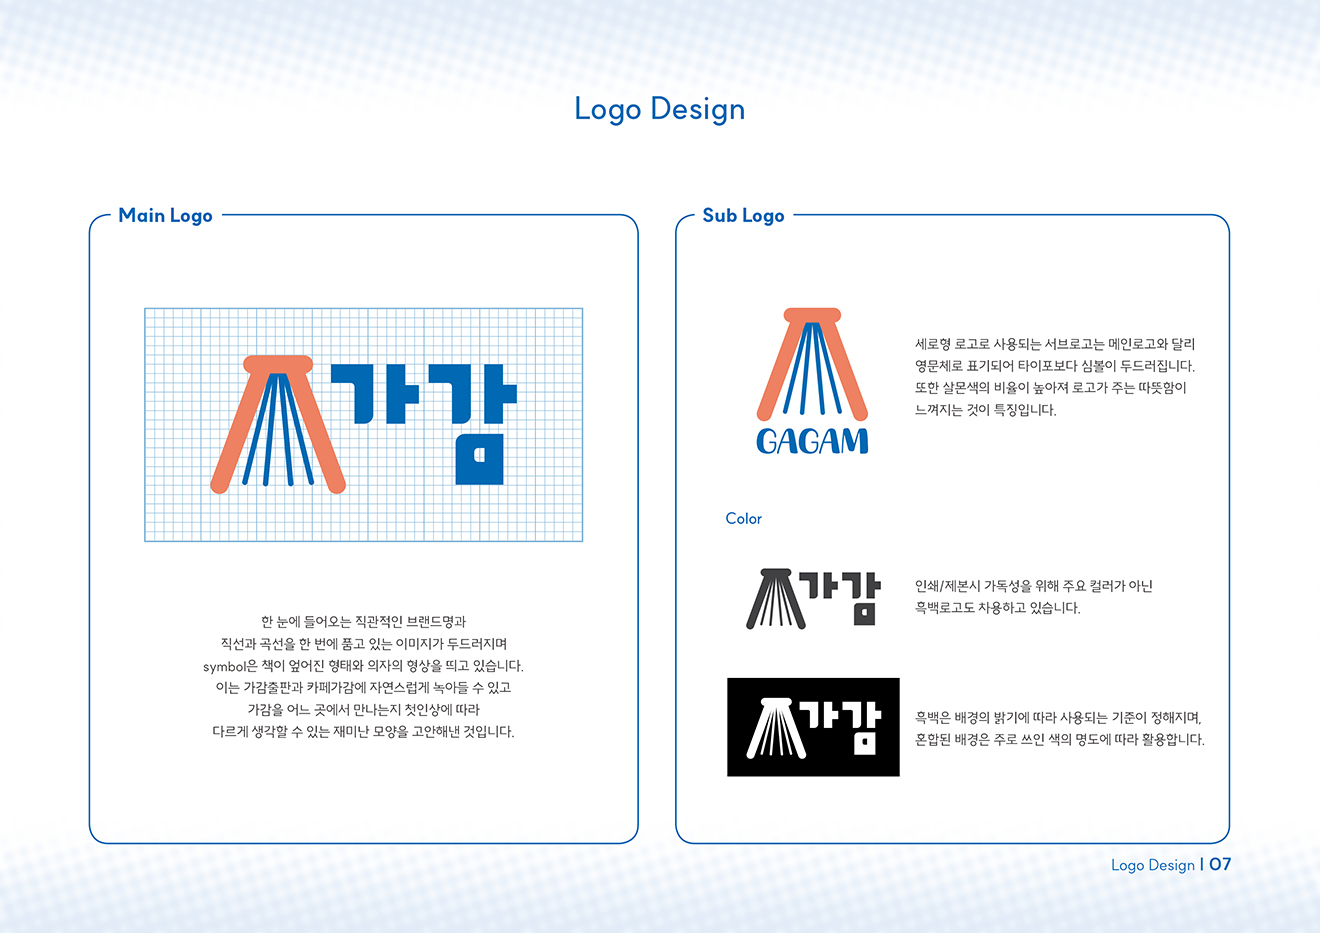 Logo Design
Main Logo
가감
한 눈에 들어오는 직관적인 브랜드명과
직선과 곡선을 한 번에 품고 있는 이미지가 두드러지며
symbol은 책이 엎어진 형태와 의자의 형상을 띄고 있습니다.
이는 가감출판과 카페가감에 자연스럽게 녹아들 수 있고
가감을 어느 곳에서 만나는지 첫인상에 따라
다르게 생각할 수 있는 재미난 모양을 고안해낸 것입니다.
Sub Logo
GAGAM
세로형 로고로 사용되는 서브로고는 메인로고와 달리
영문체로 표기되어 타이포보다 심볼이 두드러집니다.
또한 살몬색의 비율이 높아져 로고가 주는 따뜻함이
느껴지는 것이 특징입니다.
Color
가감
인쇄/제본시 가독성을 위해 주요 컬러가 아닌
흑백로고도 차용하고 있습니다.
가감
흑백은 배경의 밝기에 따라 사용되는 기준이 정해지며,
혼합된 배경은 주로 쓰인 색의 명도에 따라 활용합니다.
Logo Design | 07